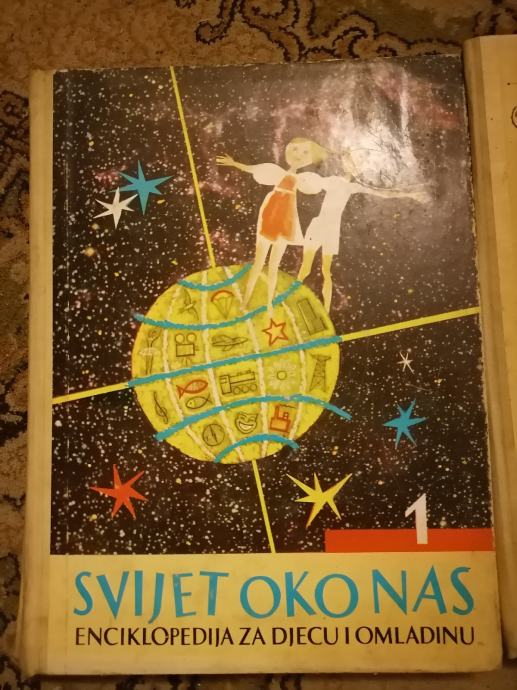 1
SVIJET OKO NAS
ENCIKLOPEDIJA ZA DJECU I OMLADINU